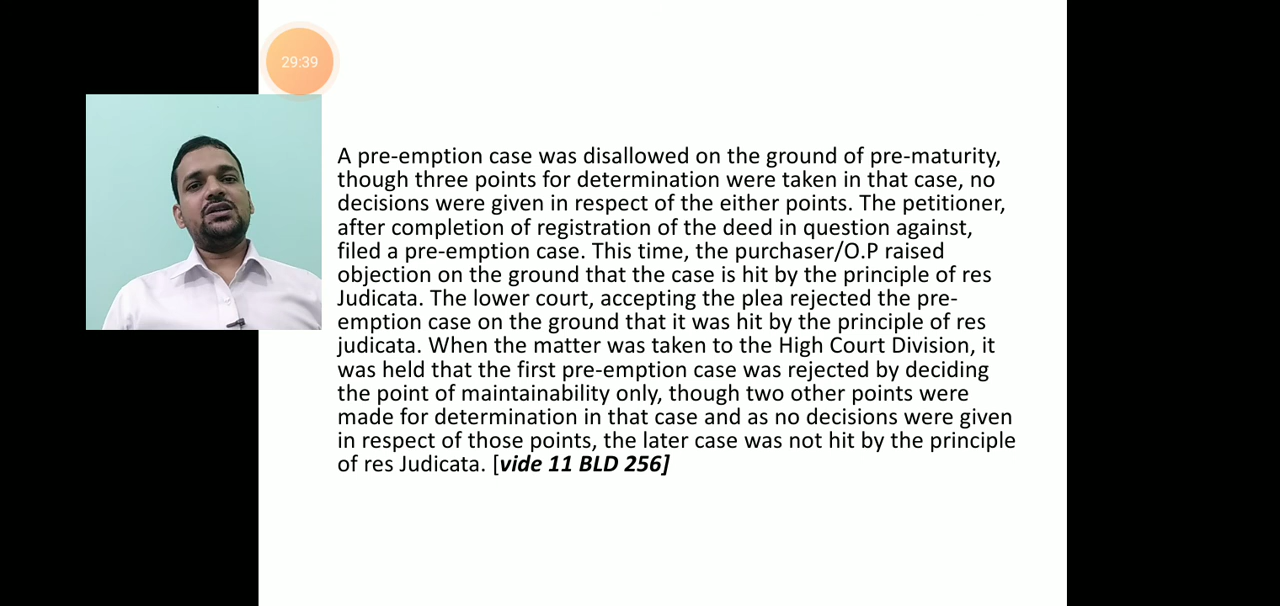 29:39
A pre-emption case was disallowed on the ground of pre-maturity,
though three points for determination were taken in that case, no
decisions were given in respect of the either points. The petitioner,
after completion of registration of the deed in question against,
filed a pre-emption case. This time, the purchaser/O.P raised
objection on the ground that the case is hit by the principle of res
Judicata. The lower court, accepting the plea rejected the pre-
emption case on the ground that it was hit by the principle of res
judicata. When the matter was taken to the High Court Division, it
was held that the first pre-emption case was rejected by deciding
the point of maintainability only, though two other points were
made for determination in that case and as no decisions were given
in respect of those points, the later case was not hit by the principle
of res Judicata. [vide 11 BLD 256]